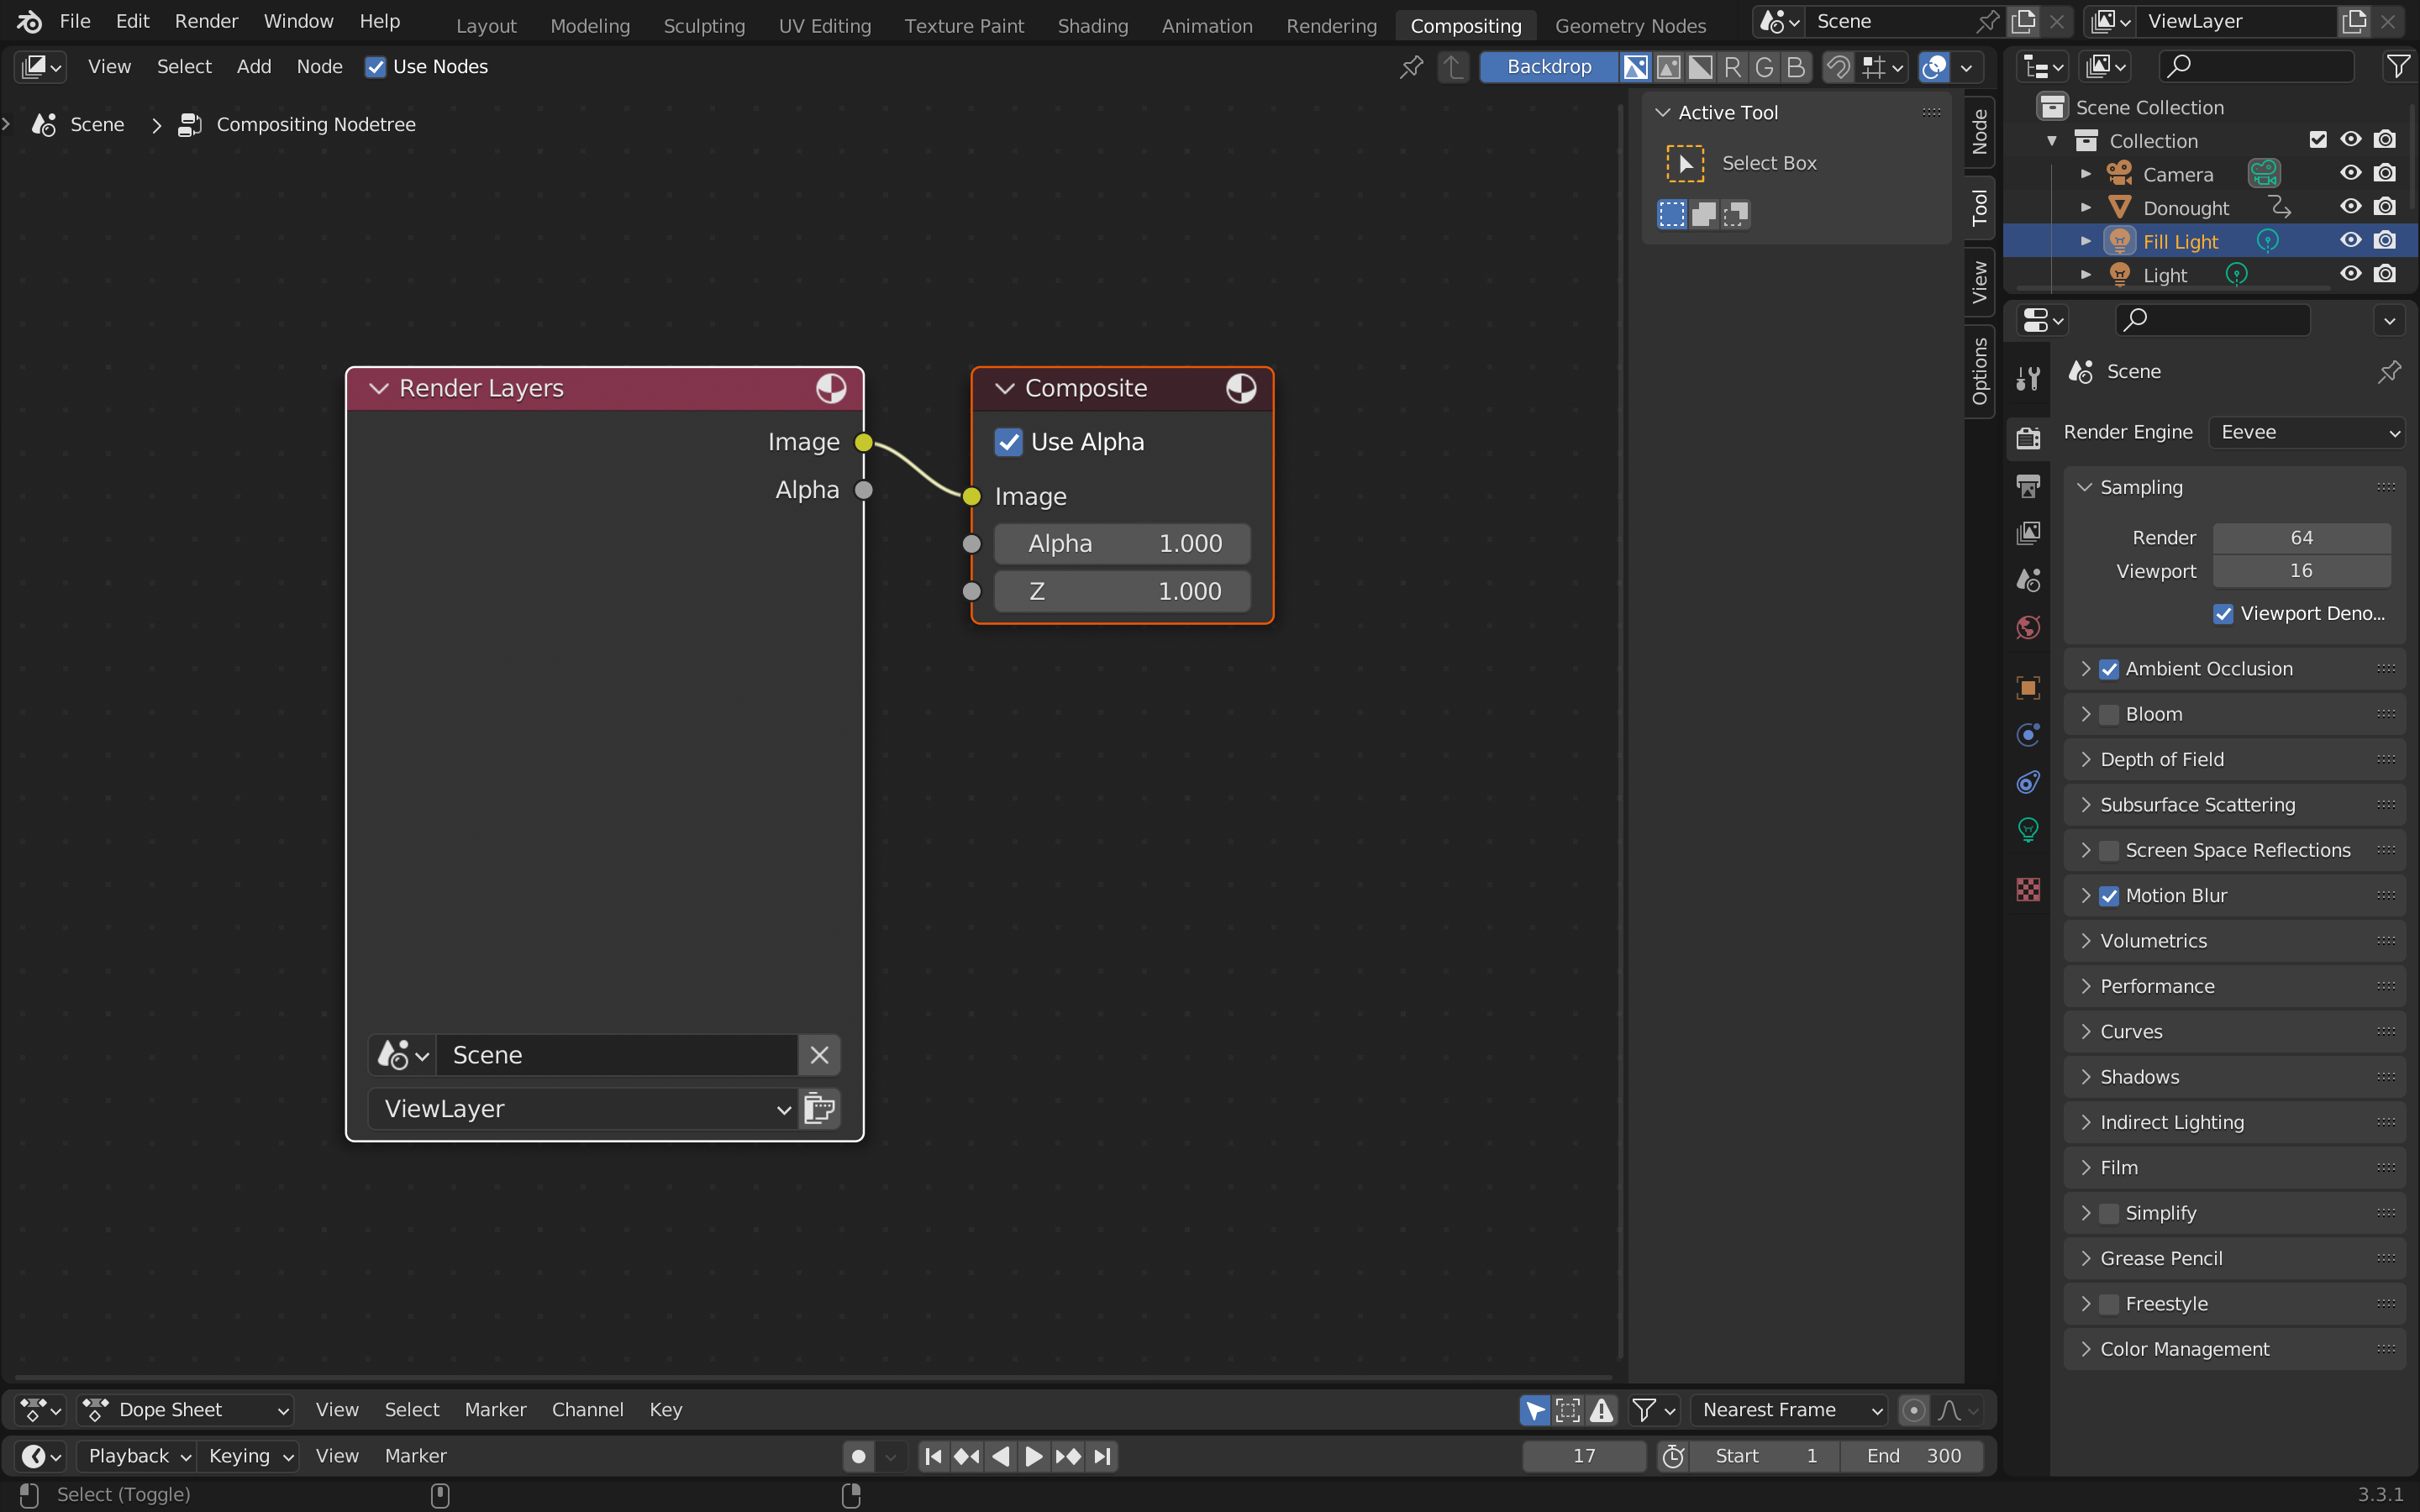 File Edit Render Window Help Layout Modeling Sculpting UV Editing Texture Paint Shading Animation Rendering Compositing Geometry Nodes Scene ViewLayer
View Select Add Node Use Nodes Backdrop R G B
Scene Compositing Nodetree
Active Tool
Select Box
Node
Tool
View
Options
Render Layers
Image
Alpha
Scene
ViewLayer
Composite
Use Alpha
Image
Alpha 1.000
Z 1.000
Scene Collection
Collection
Camera
Donought
Fill Light
Light
Scene
Render Engine Eevee
Sampling
Render 64
Viewport 16
Viewport Deno...
Ambient Occlusion
Bloom
Depth of Field
Subsurface Scattering
Screen Space Reflections
Motion Blur
Volumetrics
Performance
Curves
Shadows
Indirect Lighting
Film
Simplify
Grease Pencil
Freestyle
Color Management
Dope Sheet View Select Marker Channel Key Nearest Frame
Playback Keying View Marker 17 Start 1 End 300
Select (Toggle) 3.3.1